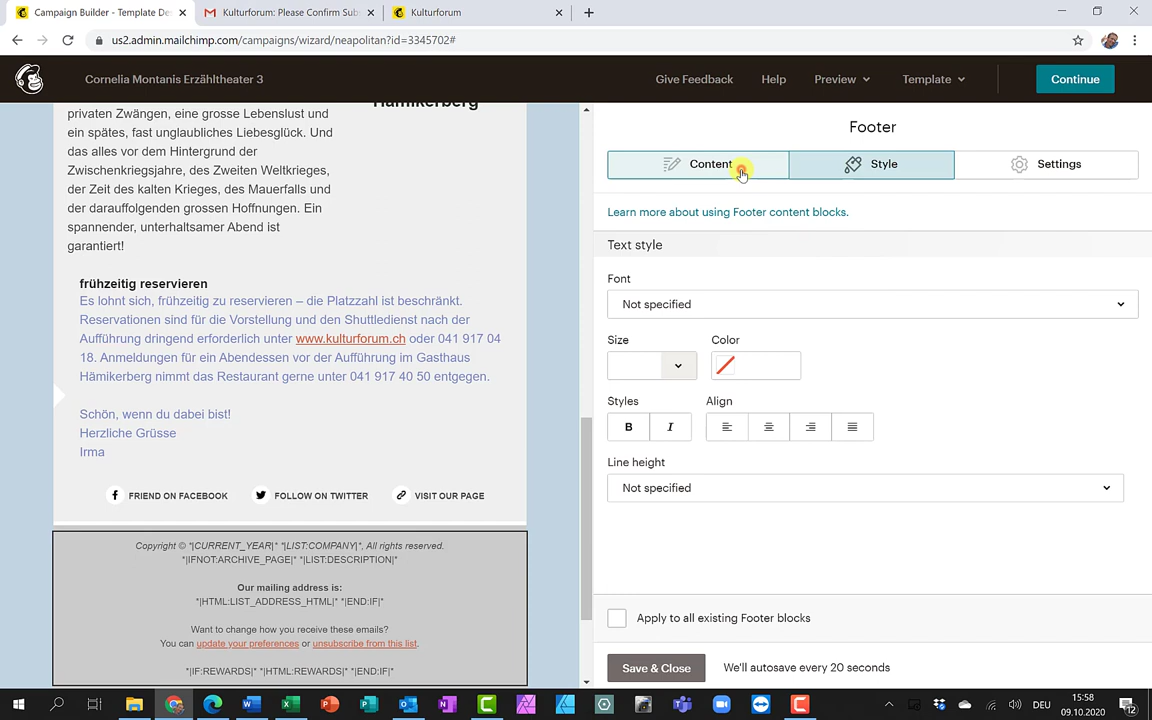 Campaign Builder - Template De
Kulturforum: Please Confirm Sub
Kulturforum
us2.admin.mailchimp.com/campaigns/wizard/neapolitan?id=3345702#
Cornelia Montanis Erzähltheater 3
Give Feedback
Help
Preview
Template
Continue
Hämikerberg
privaten Zwängen, eine grosse Lebenslust und
ein spätes, fast unglaubliches Liebesglück. Und
das alles vor dem Hintergrund der
Zwischenkriegsjahre, des Zweiten Weltkrieges,
der Zeit des kalten Krieges, des Mauerfalls und
der darauffolgenden grossen Hoffnungen. Ein
spannender, unterhaltsamer Abend ist
garantiert!
frühzeitig reservieren
Es lohnt sich, frühzeitig zu reservieren – die Platzzahl ist beschränkt.
Reservationen sind für die Vorstellung und den Shuttledienst nach der
Aufführung dringend erforderlich unter www.kulturforum.ch oder 041 917 04
18. Anmeldungen für ein Abendessen vor der Aufführung im Gasthaus
Hämikerberg nimmt das Restaurant gerne unter 041 917 40 50 entgegen.
Schön, wenn du dabei bist!
Herzliche Grüsse
Irma
FRIEND ON FACEBOOK
FOLLOW ON TWITTER
VISIT OUR PAGE
Copyright © *|CURRENT_YEAR|* *|LIST:COMPANY|*, All rights reserved.
*|IFNOT:ARCHIVE_PAGE|* *|LIST:DESCRIPTION|*
Our mailing address is:
*|HTML:LIST_ADDRESS_HTML|* *|END:IF|*
Want to change how you receive these emails?
You can update your preferences or unsubscribe from this list.
*|IF:REWARDS|* *|HTML:REWARDS|* *|END:IF|*
Footer
Content
Style
Settings
Learn more about using Footer content blocks.
Text style
Font
Not specified
Size
Color
Styles
Align
B
I
Line height
Not specified
Apply to all existing Footer blocks
Save & Close
We'll autosave every 20 seconds
DEU
15:58
09.10.2020
12